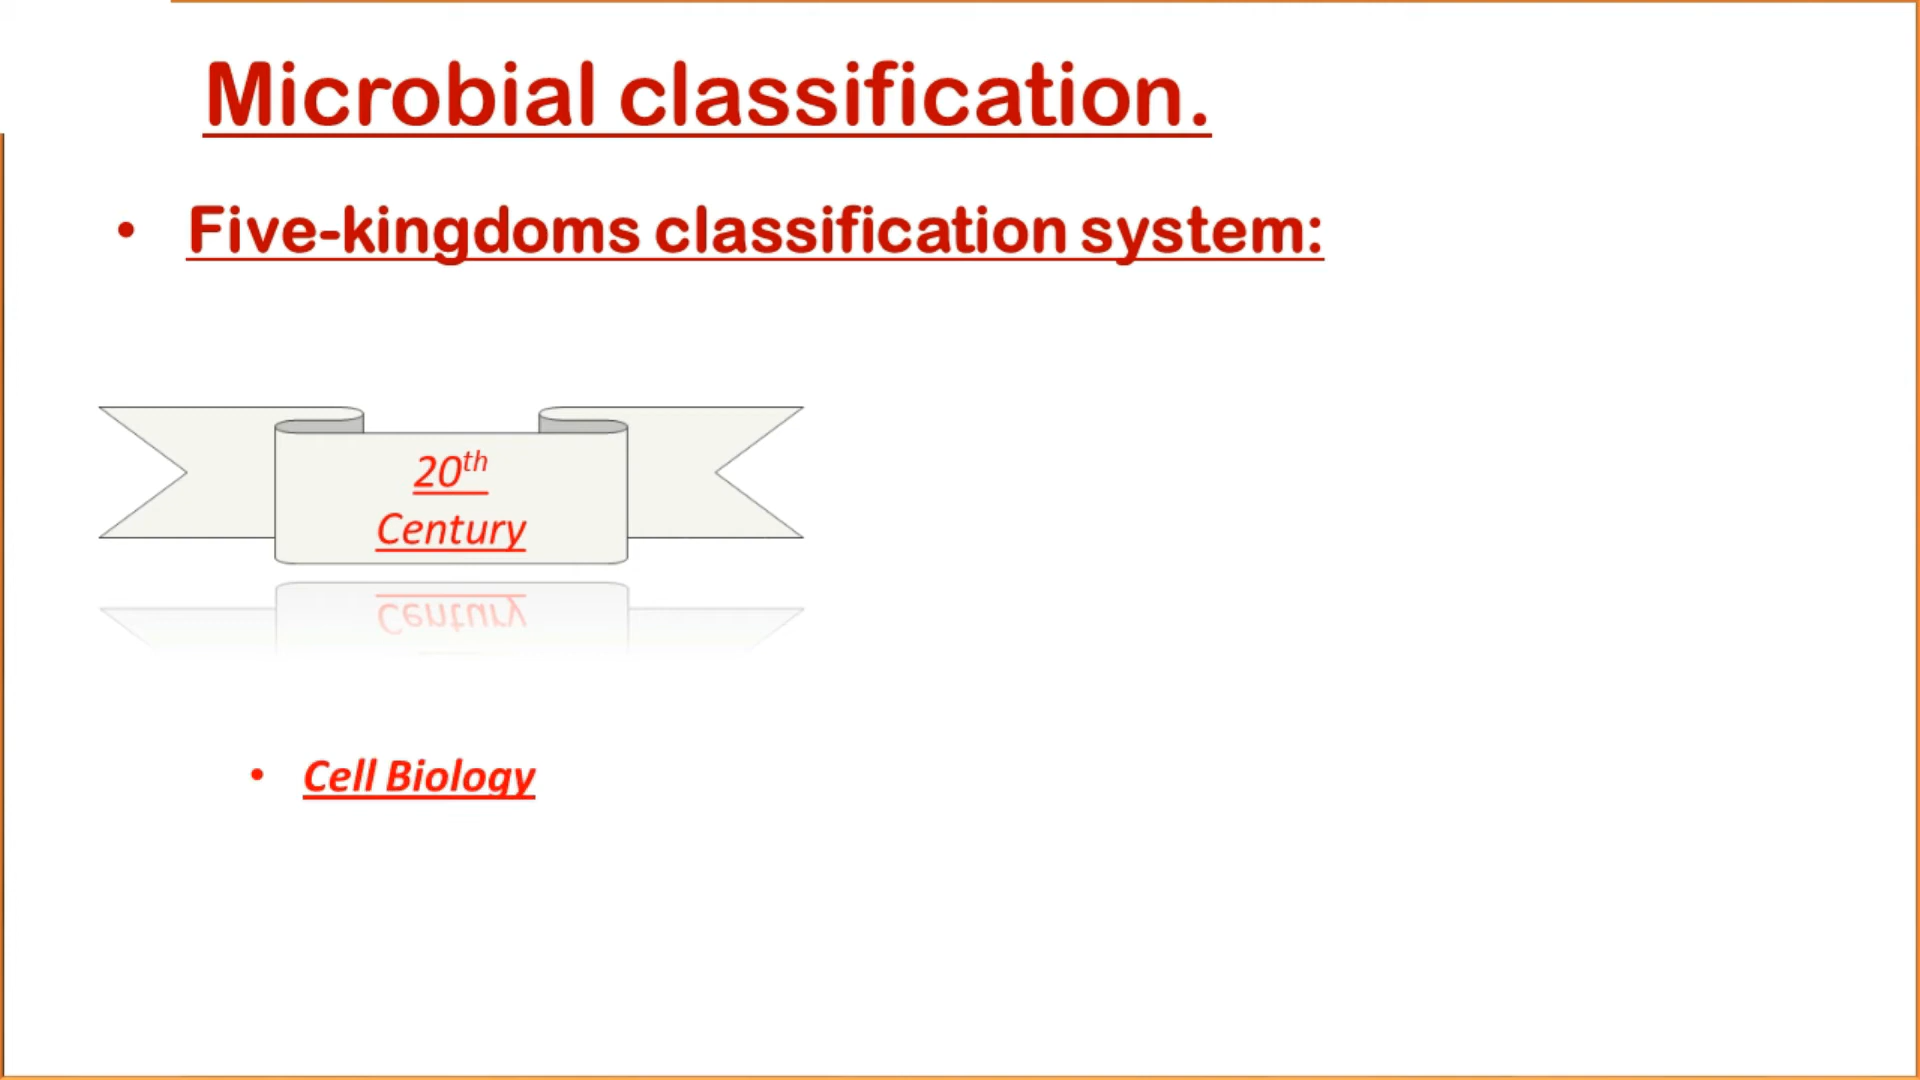 Microbial classification.
• Five-kingdoms classification system:
20th
Century
• Cell Biology